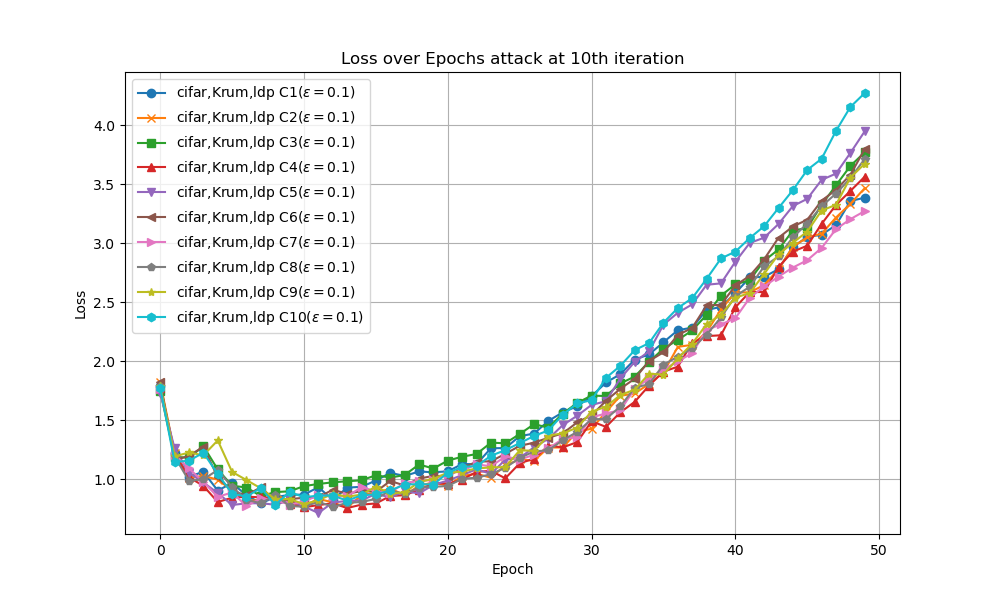 Loss over Epochs attack at 10th iteration
cifar,Krum,ldp C1(ε = 0.1)
cifar,Krum,ldp C2(ε = 0.1)
cifar,Krum,ldp C3(ε = 0.1)
cifar,Krum,ldp C4(ε = 0.1)
cifar,Krum,ldp C5(ε = 0.1)
cifar,Krum,ldp C6(ε = 0.1)
cifar,Krum,ldp C7(ε = 0.1)
cifar,Krum,ldp C8(ε = 0.1)
cifar,Krum,ldp C9(ε = 0.1)
cifar,Krum,ldp C10(ε = 0.1)
Loss
4.0
3.5
3.0
2.5
2.0
1.5
1.0
0 10 20 30 40 50
Epoch